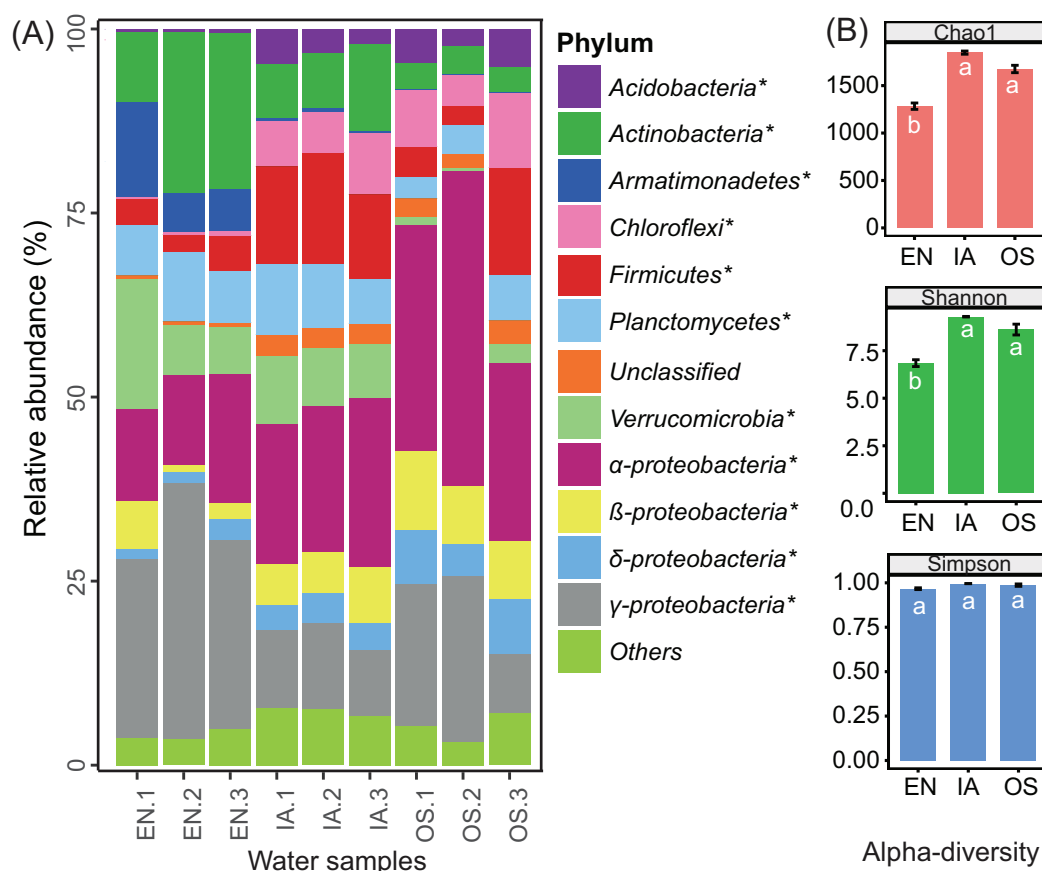 (A)
100
75
50
25
0
Relative abundance (%)
EN.1
EN.2
EN.3
IA.1
IA.2
IA.3
OS.1
OS.2
OS.3
Water samples
Phylum
Acidobacteria*
Actinobacteria*
Armatimonadetes*
Chloroflexi*
Firmicutes*
Planctomycetes*
Unclassified
Verrucomicrobia*
α-proteobacteria*
ß-proteobacteria*
δ-proteobacteria*
γ-proteobacteria*
Others
(B)
Chao1
1500
1000
500
0
b
a
a
EN IA OS
Shannon
7.5
5.0
2.5
0.0
b
a
a
EN IA OS
Simpson
1.00
0.75
0.50
0.25
0.00
a
a
a
EN IA OS
Alpha-diversity